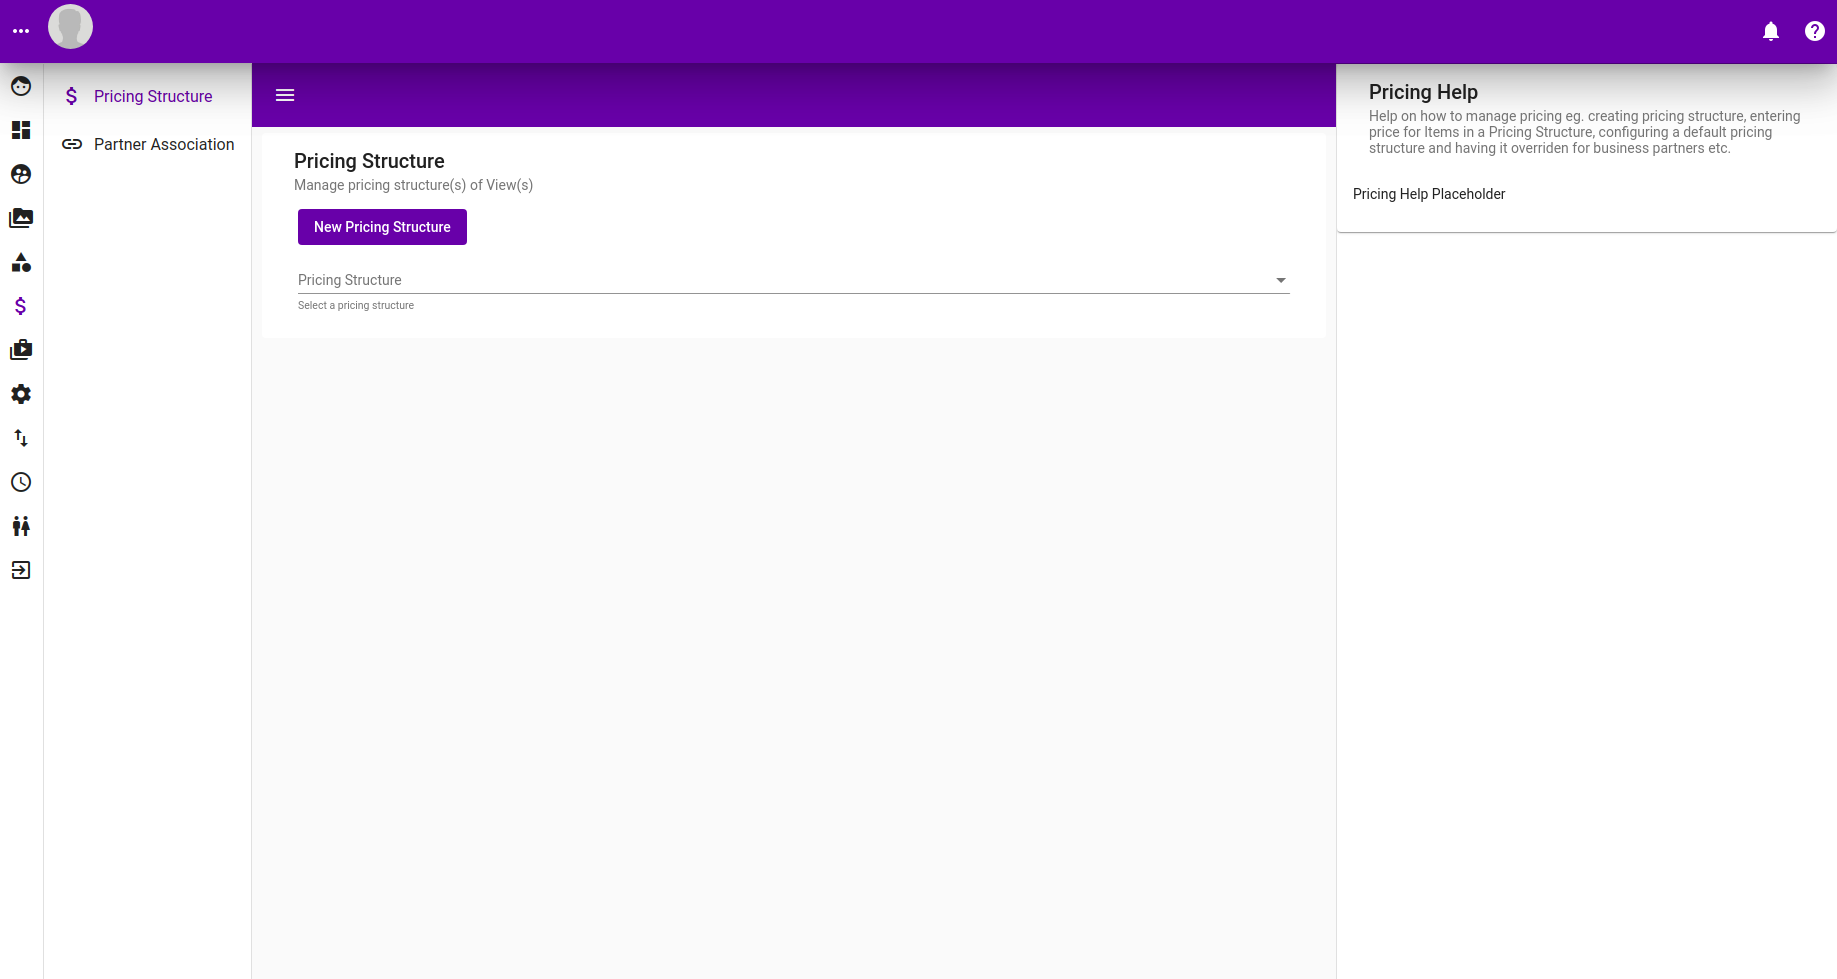 Pricing Structure
Partner Association
Pricing Structure
Manage pricing structure(s) of View(s)
New Pricing Structure
Pricing Structure
Select a pricing structure
Pricing Help
Help on how to manage pricing eg. creating pricing structure, entering
price for Items in a Pricing Structure, configuring a default pricing
structure and having it overriden for business partners etc.
Pricing Help Placeholder